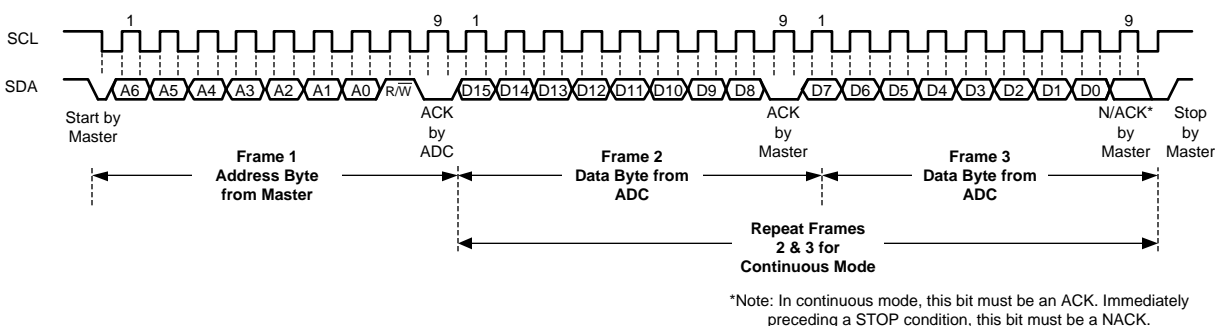 1 9 1 9 1 9
SCL
SDA A6 A5 A4 A3 A2 A1 A0 R/W D15 D14 D13 D12 D11 D10 D9 D8 D7 D6 D5 D4 D3 D2 D1 D0
Start by
Master
ACK
by
ADC
ACK
by
Master
N/ACK*
by
Master
Stop
by
Master
Frame 1
Address Byte
from Master
Frame 2
Data Byte from
ADC
Frame 3
Data Byte from
ADC
Repeat Frames
2 & 3 for
Continuous Mode
*Note: In continuous mode, this bit must be an ACK. Immediately
preceding a STOP condition, this bit must be a NACK.